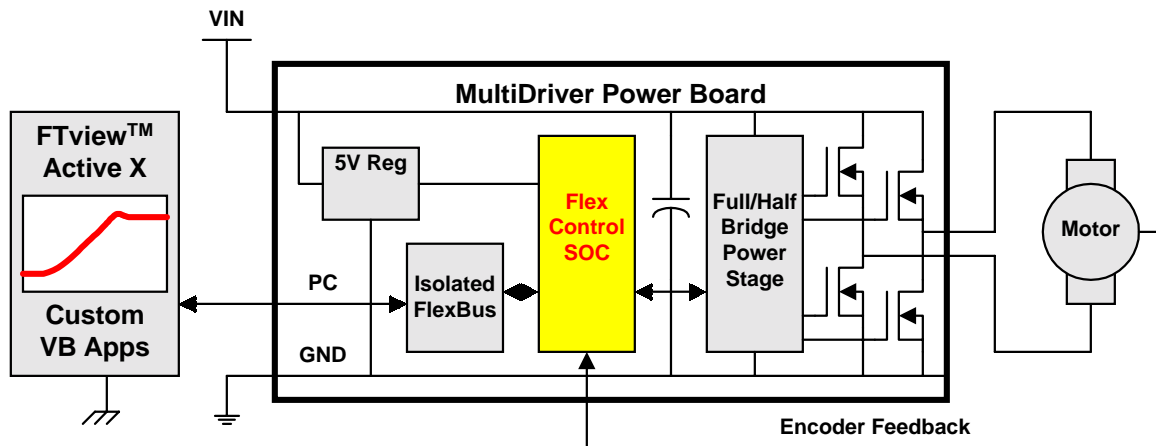 VIN
MultiDriver Power Board
FTview™
Active X
Custom
VB Apps
5V Reg
PC
Isolated
FlexBus
GND
Flex
Control
SOC
Full/Half
Bridge
Power
Stage
Motor
Encoder Feedback